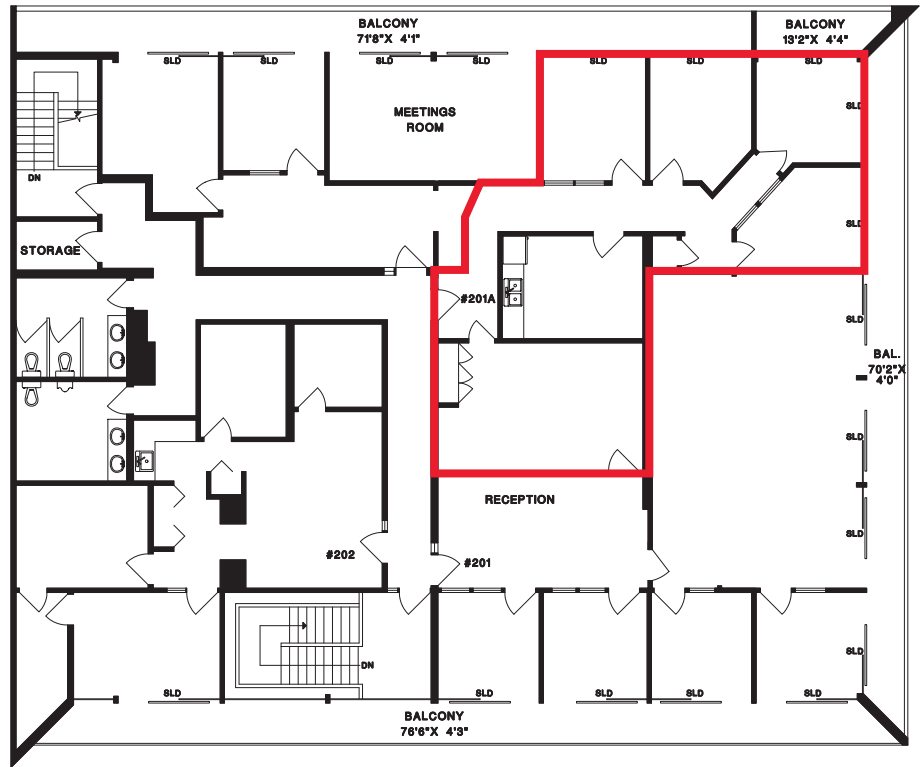 BALCONY
71'8"X 4'1"
BALCONY
13'2"X 4'4"
SLD
SLD
SLD
SLD
SLD
SLD
SLD
MEETINGS
ROOM
SLD
DN
SLD
STORAGE
#201A
SLD
BAL.
70'2"X
4'0"
SLD
RECEPTION
SLD
#202
#201
SLD
DN
SLD
SLD
SLD
SLD
SLD
BALCONY
76'6"X 4'3"